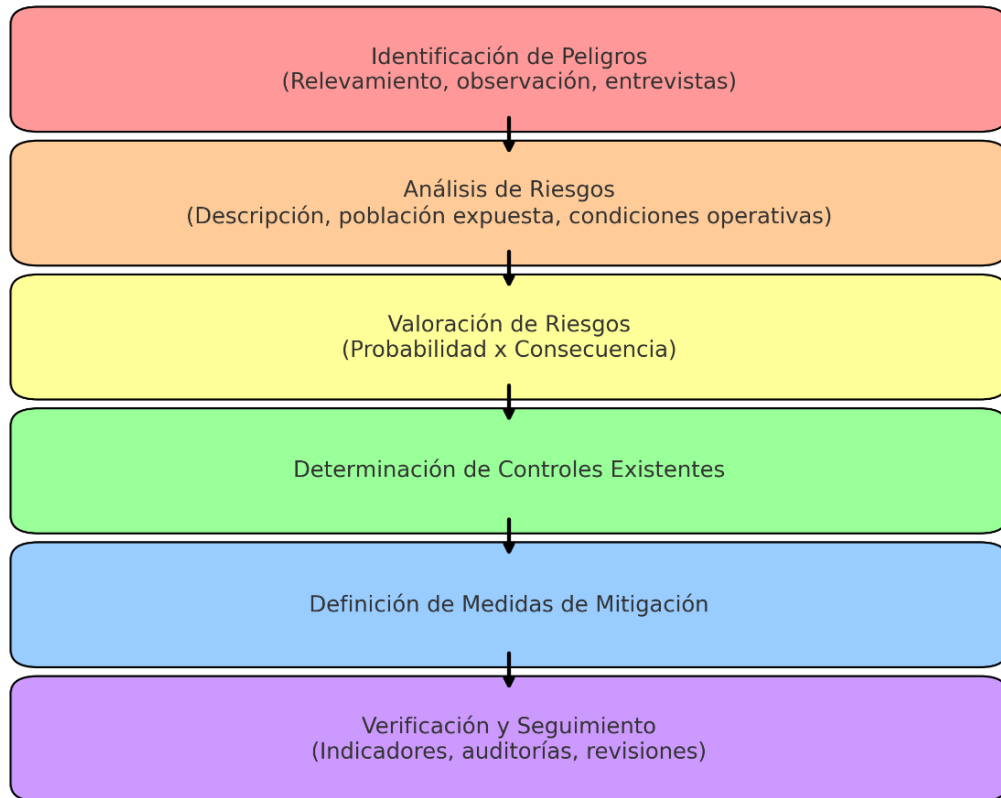 Identificación de Peligros
(Relevamiento, observación, entrevistas)
Análisis de Riesgos
(Descripción, población expuesta, condiciones operativas)
Valoración de Riesgos
(Probabilidad x Consecuencia)
Determinación de Controles Existentes
Definición de Medidas de Mitigación
Verificación y Seguimiento
(Indicadores, auditorías, revisiones)